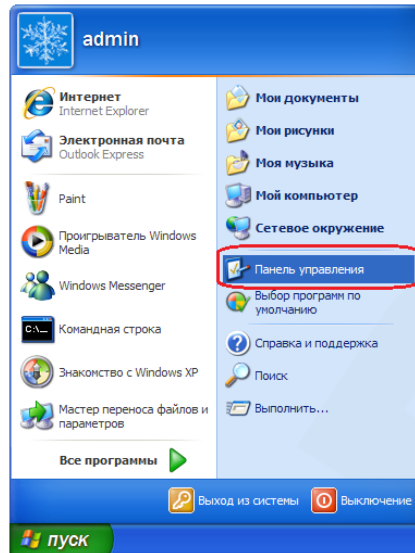 admin
Интернет
Internet Explorer
Электронная почта
Outlook Express
Paint
Проигрыватель Windows
Media
Windows Messenger
C:\_
Командная строка
Знакомство с Windows XP
Мастер переноса файлов и
параметров
Все программы
Мои документы
Мои рисунки
Моя музыка
Мой компьютер
Сетевое окружение
Панель управления
Выбор программ по
умолчанию
Справка и поддержка
Поиск
Выполнить...
Выход из системы
Выключение
пуск